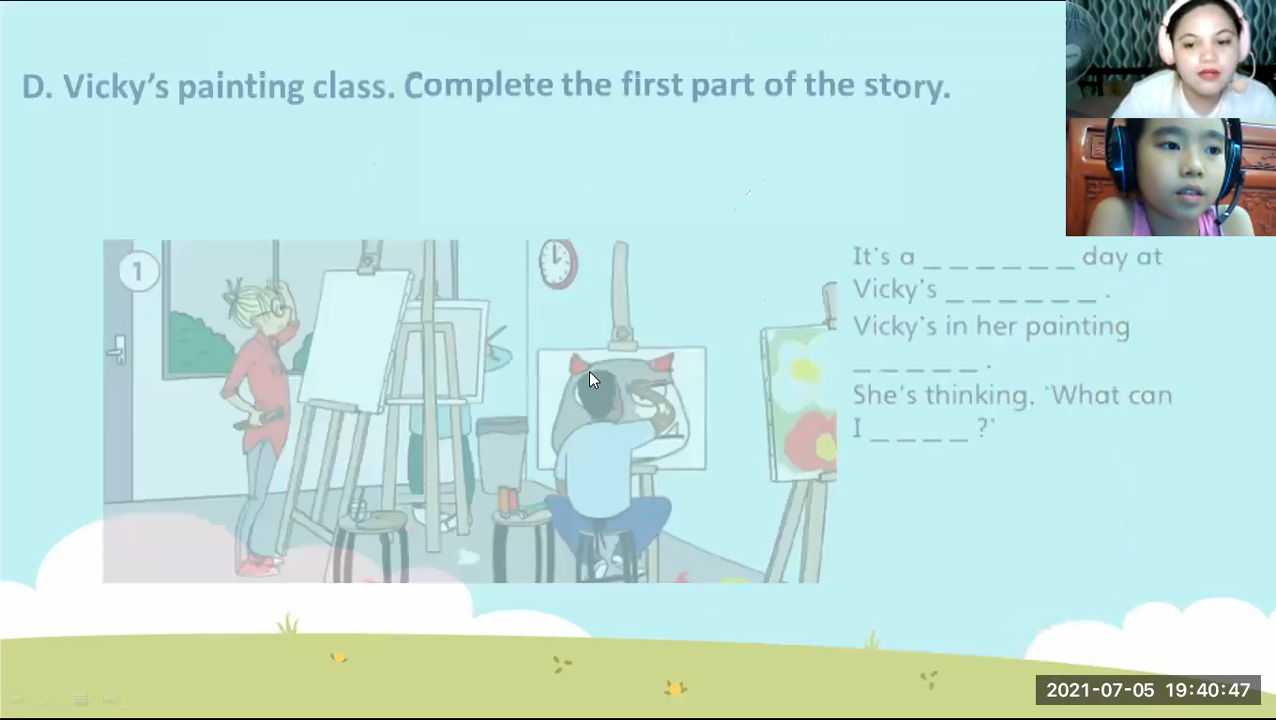 D. Vicky's painting class. Complete the first part of the story.
1
It's a _ _ _ _ _ _ _ day at
Vicky's _ _ _ _ _ _ .
Vicky's in her painting
_ _ _ _ _ .
She's thinking, 'What can
I _ _ _ _ ?'
2021-07-05 19:40:47